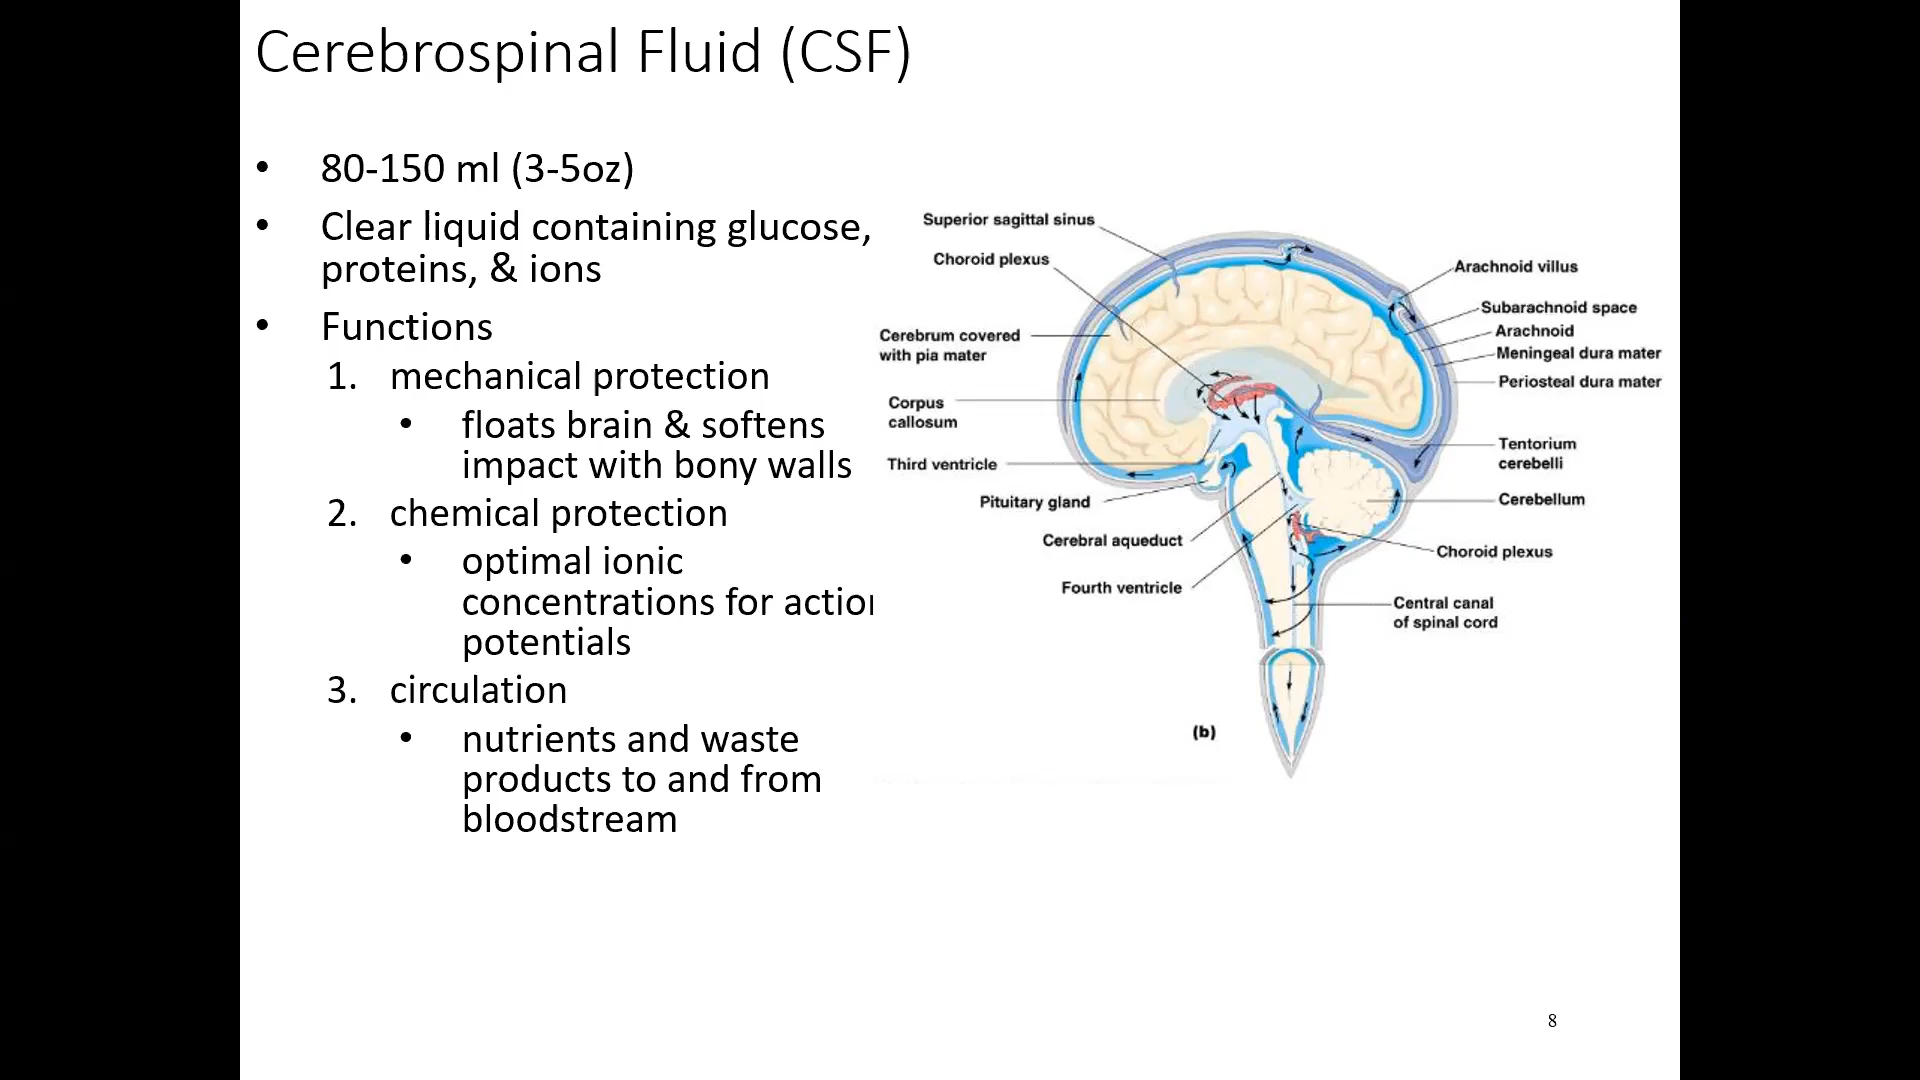 Cerebrospinal Fluid (CSF)
• 80-150 ml (3-5oz)
• Clear liquid containing glucose,
proteins, & ions
• Functions
1. mechanical protection
• floats brain & softens
impact with bony walls
2. chemical protection
• optimal ionic
concentrations for action
potentials
3. circulation
• nutrients and waste
products to and from
bloodstream
Superior sagittal sinus
Choroid plexus
Cerebrum covered
with pia mater
Corpus
callosum
Third ventricle
Pituitary gland
Cerebral aqueduct
Fourth ventricle
Arachnoid villus
Subarachnoid space
Arachnoid
Meningeal dura mater
Periosteal dura mater
Tentorium
cerebelli
Cerebellum
Choroid plexus
Central canal
of spinal cord
(b)
8